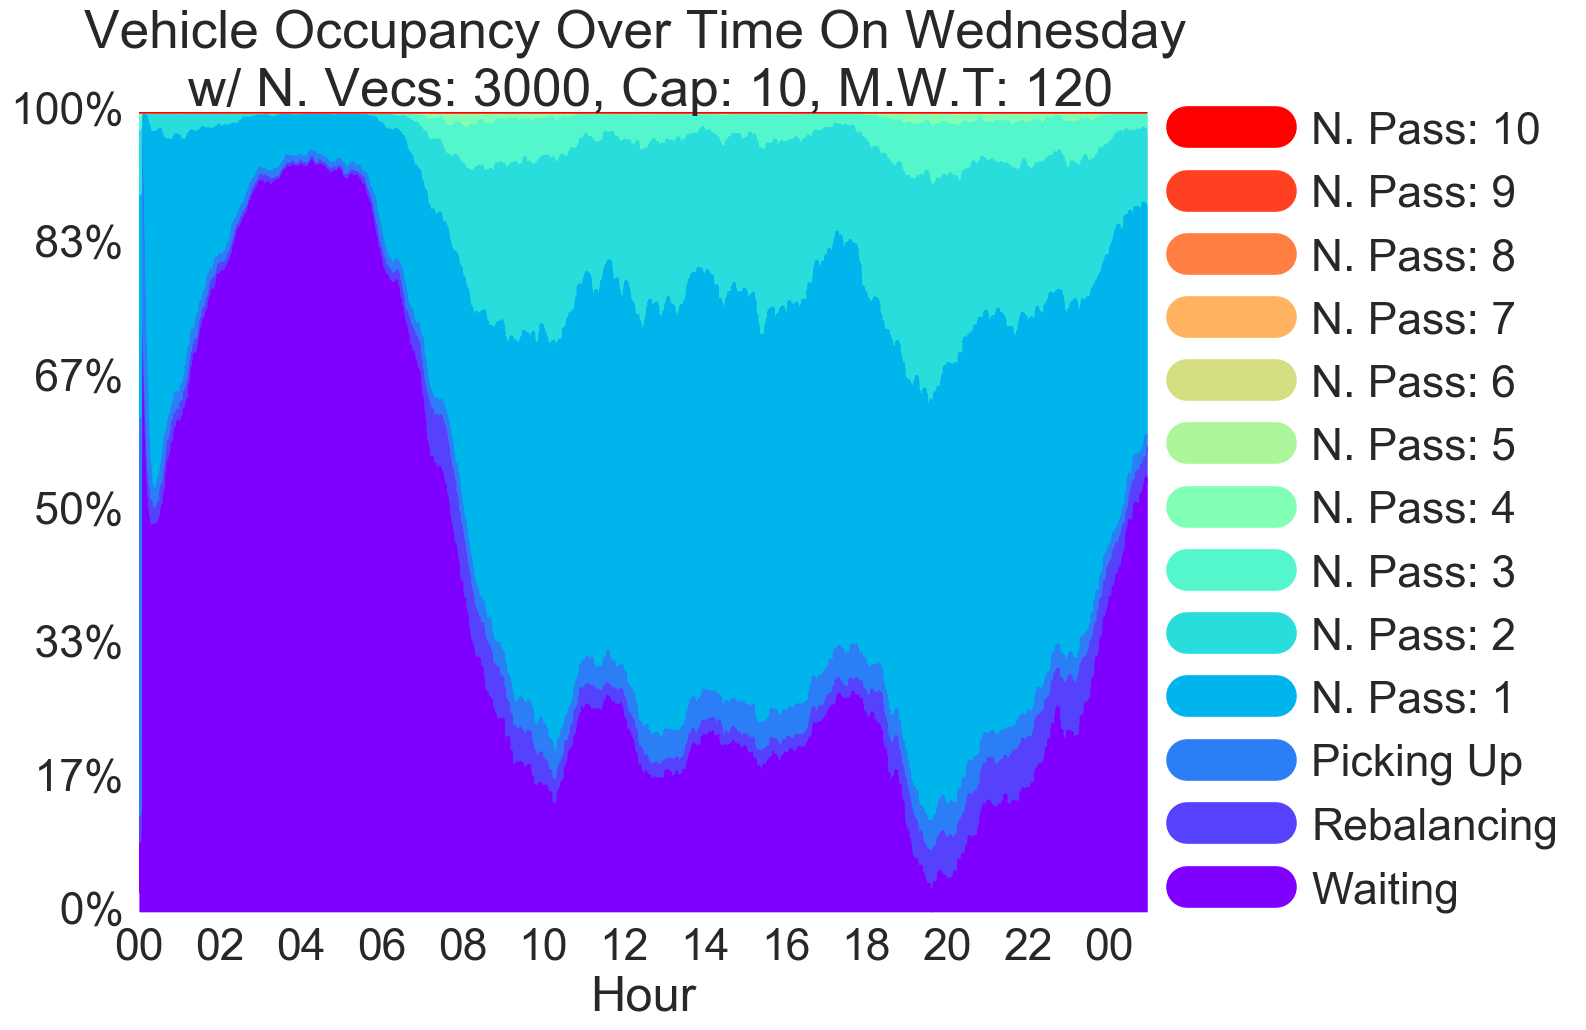 Vehicle Occupancy Over Time On Wednesday
w/ N. Vecs: 3000, Cap: 10, M.W.T: 120
100%
83%
67%
50%
33%
17%
0%
00 02 04 06 08 10 12 14 16 18 20 22 00
Hour
N. Pass: 10
N. Pass: 9
N. Pass: 8
N. Pass: 7
N. Pass: 6
N. Pass: 5
N. Pass: 4
N. Pass: 3
N. Pass: 2
N. Pass: 1
Picking Up
Rebalancing
Waiting